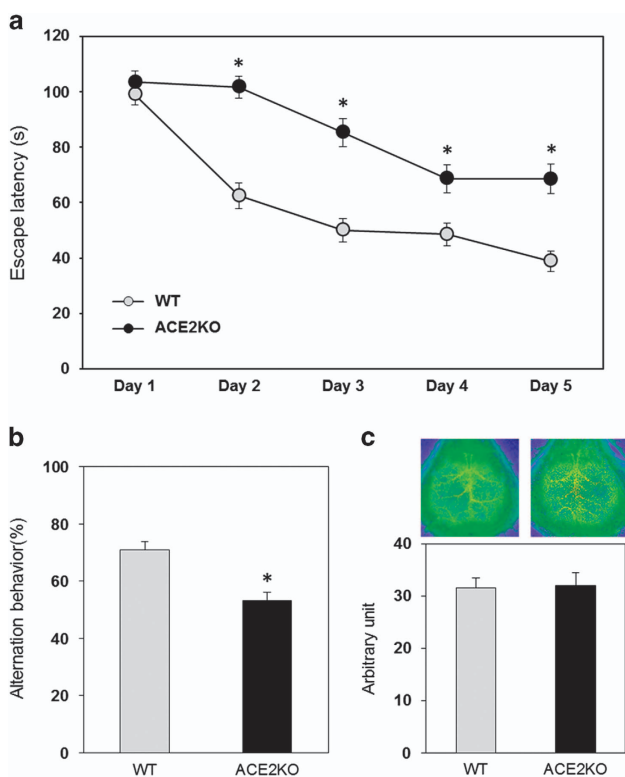 a
120
100
80
60
40
20
0
Escape latency (s)
*
*
*
*
WT
ACE2KO
Day 1 Day 2 Day 3 Day 4 Day 5
b
100
80
60
40
20
0
Alternation behavior(%)
*
WT ACE2KO
c
40
30
20
10
0
Arbitrary unit
WT ACE2KO